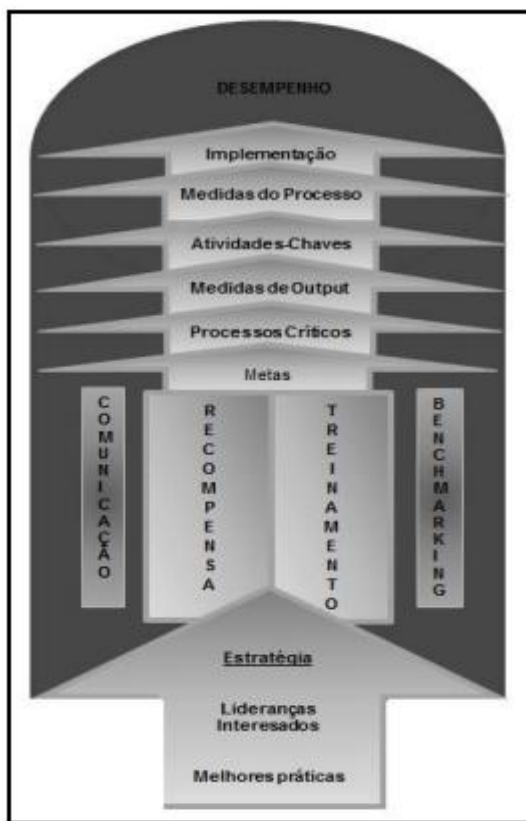 DESEMPENHO
Implementação
Medidas do Processo
Atividades-Chaves
Medidas de Output
Processos Críticos
Metas
COMUNICAÇÃO
RECOMPENSA
TREINAMENTO
BENCHMARKING
Estratégia
Lideranças
Interesados
Melhores práticas